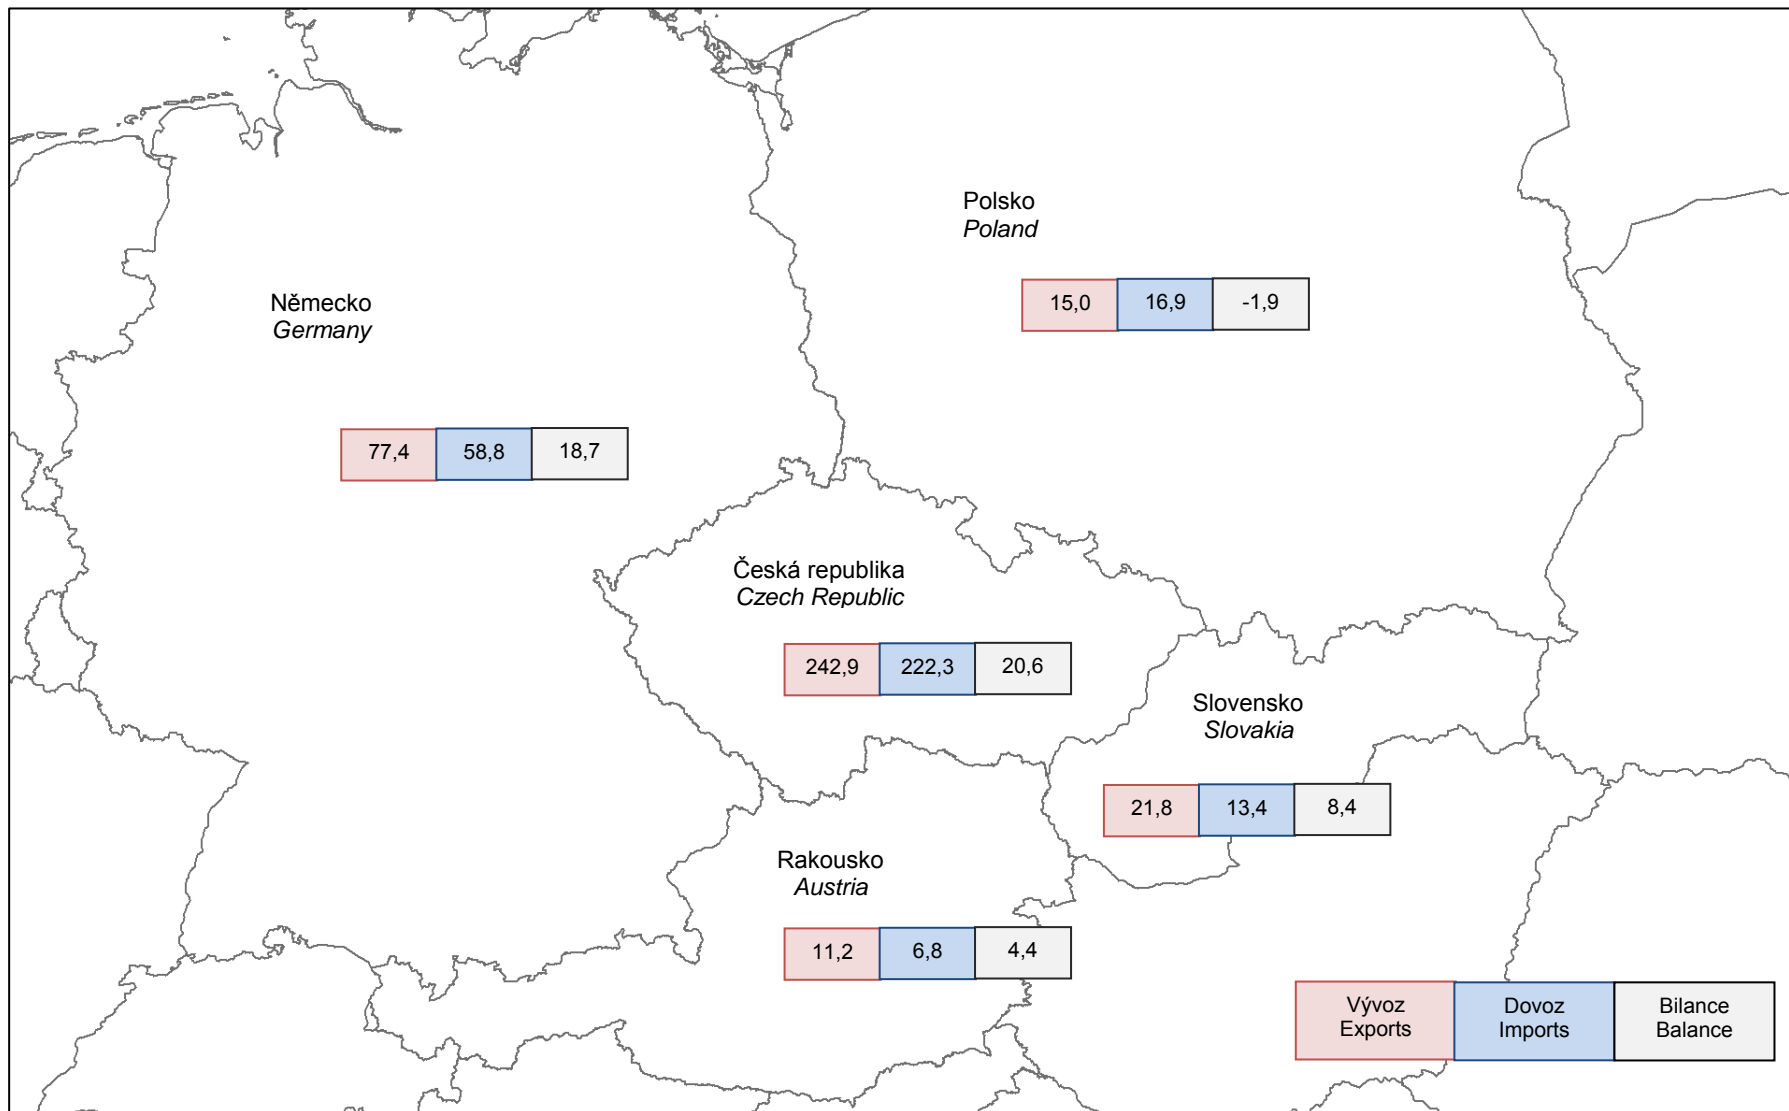 Polsko
Poland
15,0 16,9 -1,9
Německo
Germany
77,4 58,8 18,7
Česká republika
Czech Republic
242,9 222,3 20,6
Slovensko
Slovakia
21,8 13,4 8,4
Rakousko
Austria
11,2 6,8 4,4
Vývoz Dovoz Bilance
Exports Imports Balance